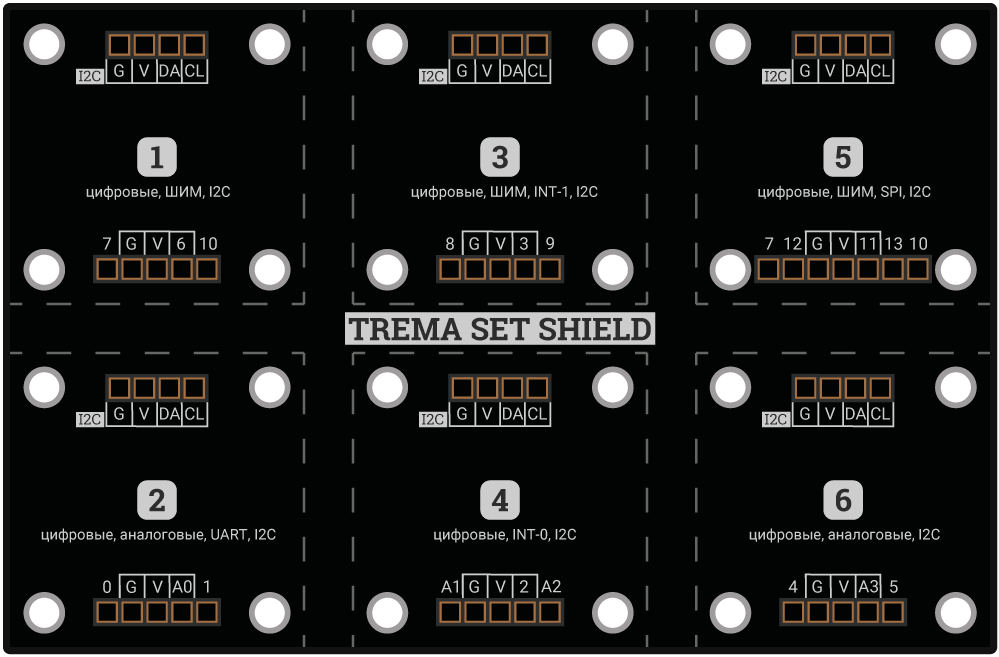 I2C G V DA CL
1
цифровые, ШИМ, I2C
7 G V 6 10
I2C G V DA CL
3
цифровые, ШИМ, INT-1, I2C
8 G V 3 9
I2C G V DA CL
5
цифровые, ШИМ, SPI, I2C
7 12 G V 11 13 10
TREMA SET SHIELD
I2C G V DA CL
2
цифровые, аналоговые, UART, I2C
0 G V A0 1
I2C G V DA CL
4
цифровые, INT-0, I2C
A1 G V 2 A2
I2C G V DA CL
6
цифровые, аналоговые, I2C
4 G V A3 5